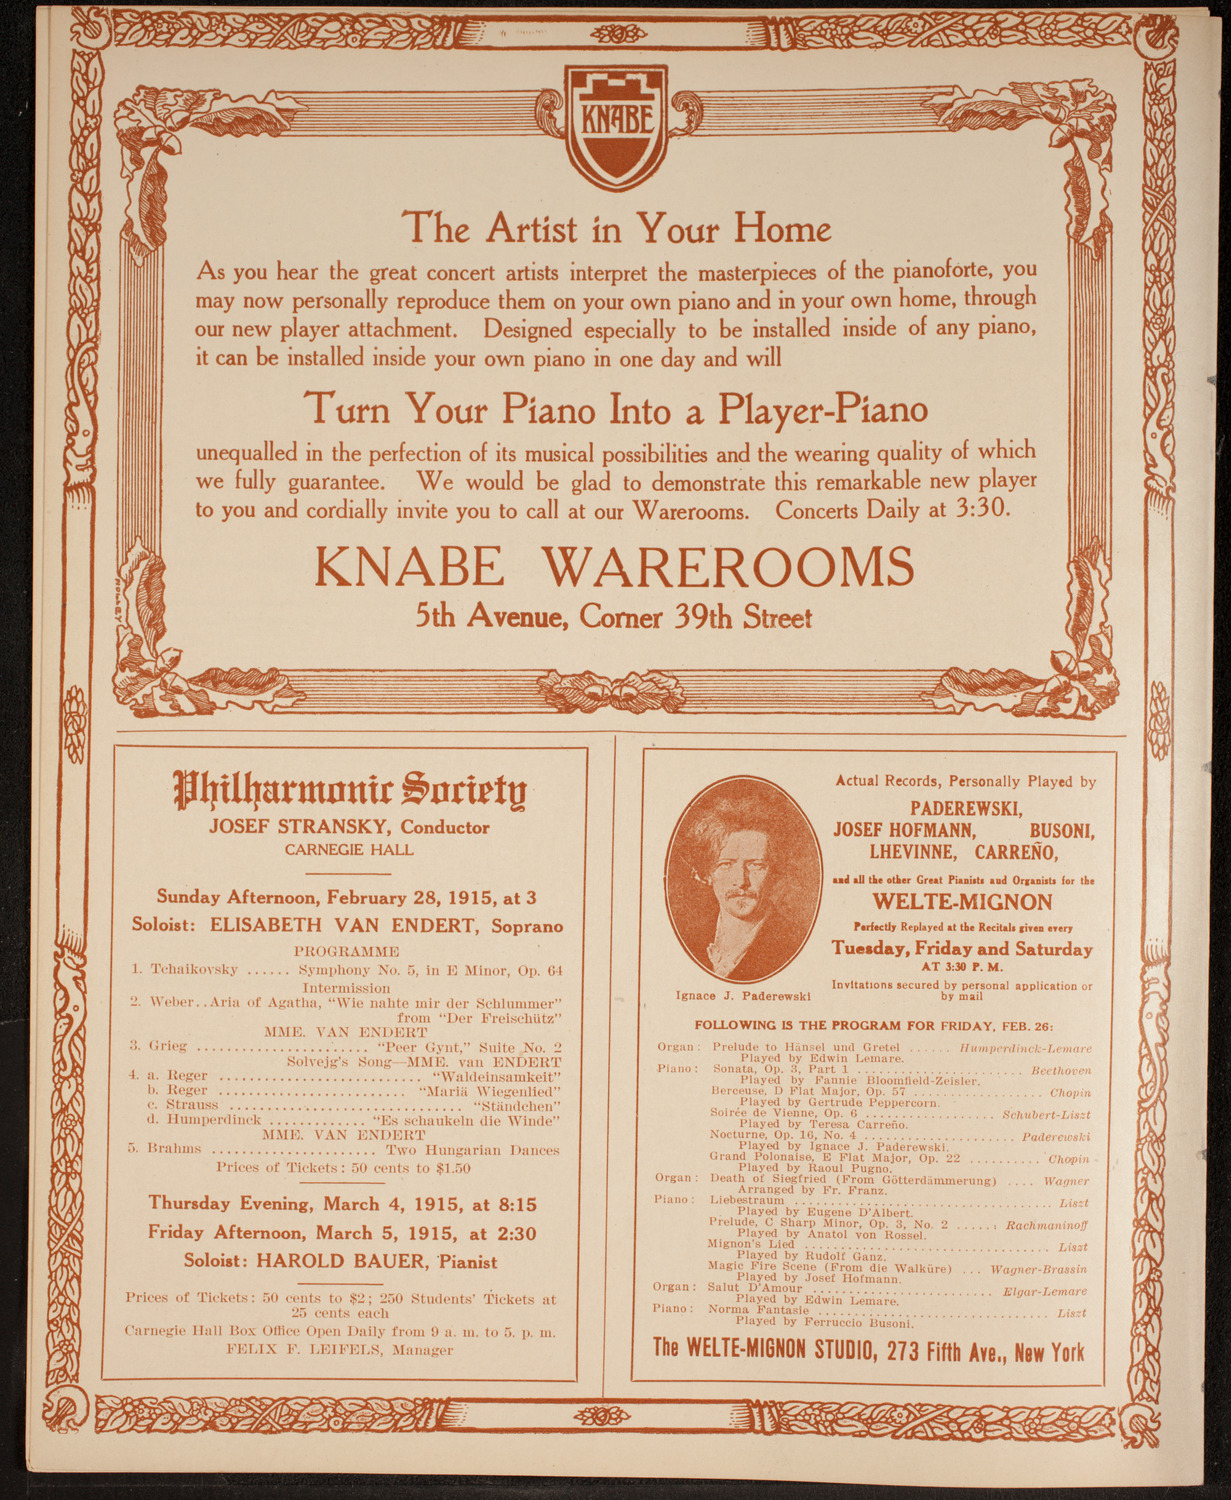 KNABE
The Artist in Your Home
As you hear the great concert artists interpret the masterpieces of the pianoforte, you
may now personally reproduce them on your own piano and in your own home, through
our new player attachment. Designed especially to be installed inside of any piano,
it can be installed inside your own piano in one day and will
Turn Your Piano Into a Player-Piano
unequalled in the perfection of its musical possibilities and the wearing quality of which
we fully guarantee. We would be glad to demonstrate this remarkable new player
to you and cordially invite you to call at our Warerooms. Concerts Daily at 3:30.
KNABE WAREROOMS
5th Avenue, Corner 39th Street
Philharmonic Society
JOSEF STRANSKY, Conductor
CARNEGIE HALL
Sunday Afternoon, February 28, 1915, at 3
Soloist: ELISABETH VAN ENDERT, Soprano
PROGRAMME
1. Tchaikovsky ...... Symphony No. 5, in E Minor, Op. 64
Intermission
2. Weber..Aria of Agatha, "Wie nahte mir der Schlummer"
from "Der Freischütz"
MME. VAN ENDERT
3. Grieg ...................... "Peer Gynt," Suite No. 2
Solvejg's Song—MME. van ENDERT
4. a. Reger .......................... "Waldeinsamkeit"
b. Reger ........................ "Mariä Wiegenlied"
c. Strauss .............................. "Ständchen"
d. Humperdinck ............. "Es schaukeln die Winde"
MME. VAN ENDERT
5. Brahms ..................... Two Hungarian Dances
Prices of Tickets: 50 cents to $1.50
Thursday Evening, March 4, 1915, at 8:15
Friday Afternoon, March 5, 1915, at 2:30
Soloist: HAROLD BAUER, Pianist
Prices of Tickets: 50 cents to $2; 250 Students' Tickets at
25 cents each
Carnegie Hall Box Office Open Daily from 9 a. m. to 5. p. m.
FELIX F. LEIFELS, Manager
Actual Records, Personally Played by
PADEREWSKI,
JOSEF HOFMANN, BUSONI,
LHEVINNE, CARREÑO,
and all the other Great Pianists aud Organists for the
WELTE-MIGNON
Perfectly Replayed at the Recitals given every
Tuesday, Friday and Saturday
AT 3:30 P. M.
Invitations secured by personal application or
by mail
Ignace J. Paderewski
FOLLOWING IS THE PROGRAM FOR FRIDAY, FEB. 26:
Organ: Prelude to Hänsel und Gretel ...... Humperdinck-Lemare
Played by Edwin Lemare.
Piano: Sonata, Op. 3, Part 1 .......................... Beethoven
Played by Fannie Bloomfield-Zeisler.
Berceuse, D Flat Major, Op. 57 .................. Chopin
Played by Gertrude Peppercorn.
Soirée de Vienne, Op. 6 .................. Schubert-Liszt
Played by Teresa Carreño.
Nocturne, Op. 16, No. 4 ...................... Paderewski
Played by Ignace J. Paderewski.
Grand Polonaise, E Flat Major, Op. 22 .......... Chopin
Played by Raoul Pugno.
Organ: Death of Siegfried (From Götterdämmerung) .... Wagner
Arranged by Fr. Franz.
Piano: Liebestraum ..................................... Liszt
Played by Eugene D'Albert.
Prelude, C Sharp Minor, Op. 3, No. 2 .....: Rachmaninoff
Played by Anatol von Rossel.
Mignon's Lied ................................... Liszt
Played by Rudolf Ganz.
Magic Fire Scene (From die Walküre) ... Wagner-Brassin
Played by Josef Hofmann.
Organ: Salut D'Amour .......................... Elgar-Lemare
Played by Edwin Lemare.
Piano: Norma Fantasie ................................. Liszt
Played by Ferruccio Busoni.
The WELTE-MIGNON STUDIO, 273 Fifth Ave., New York